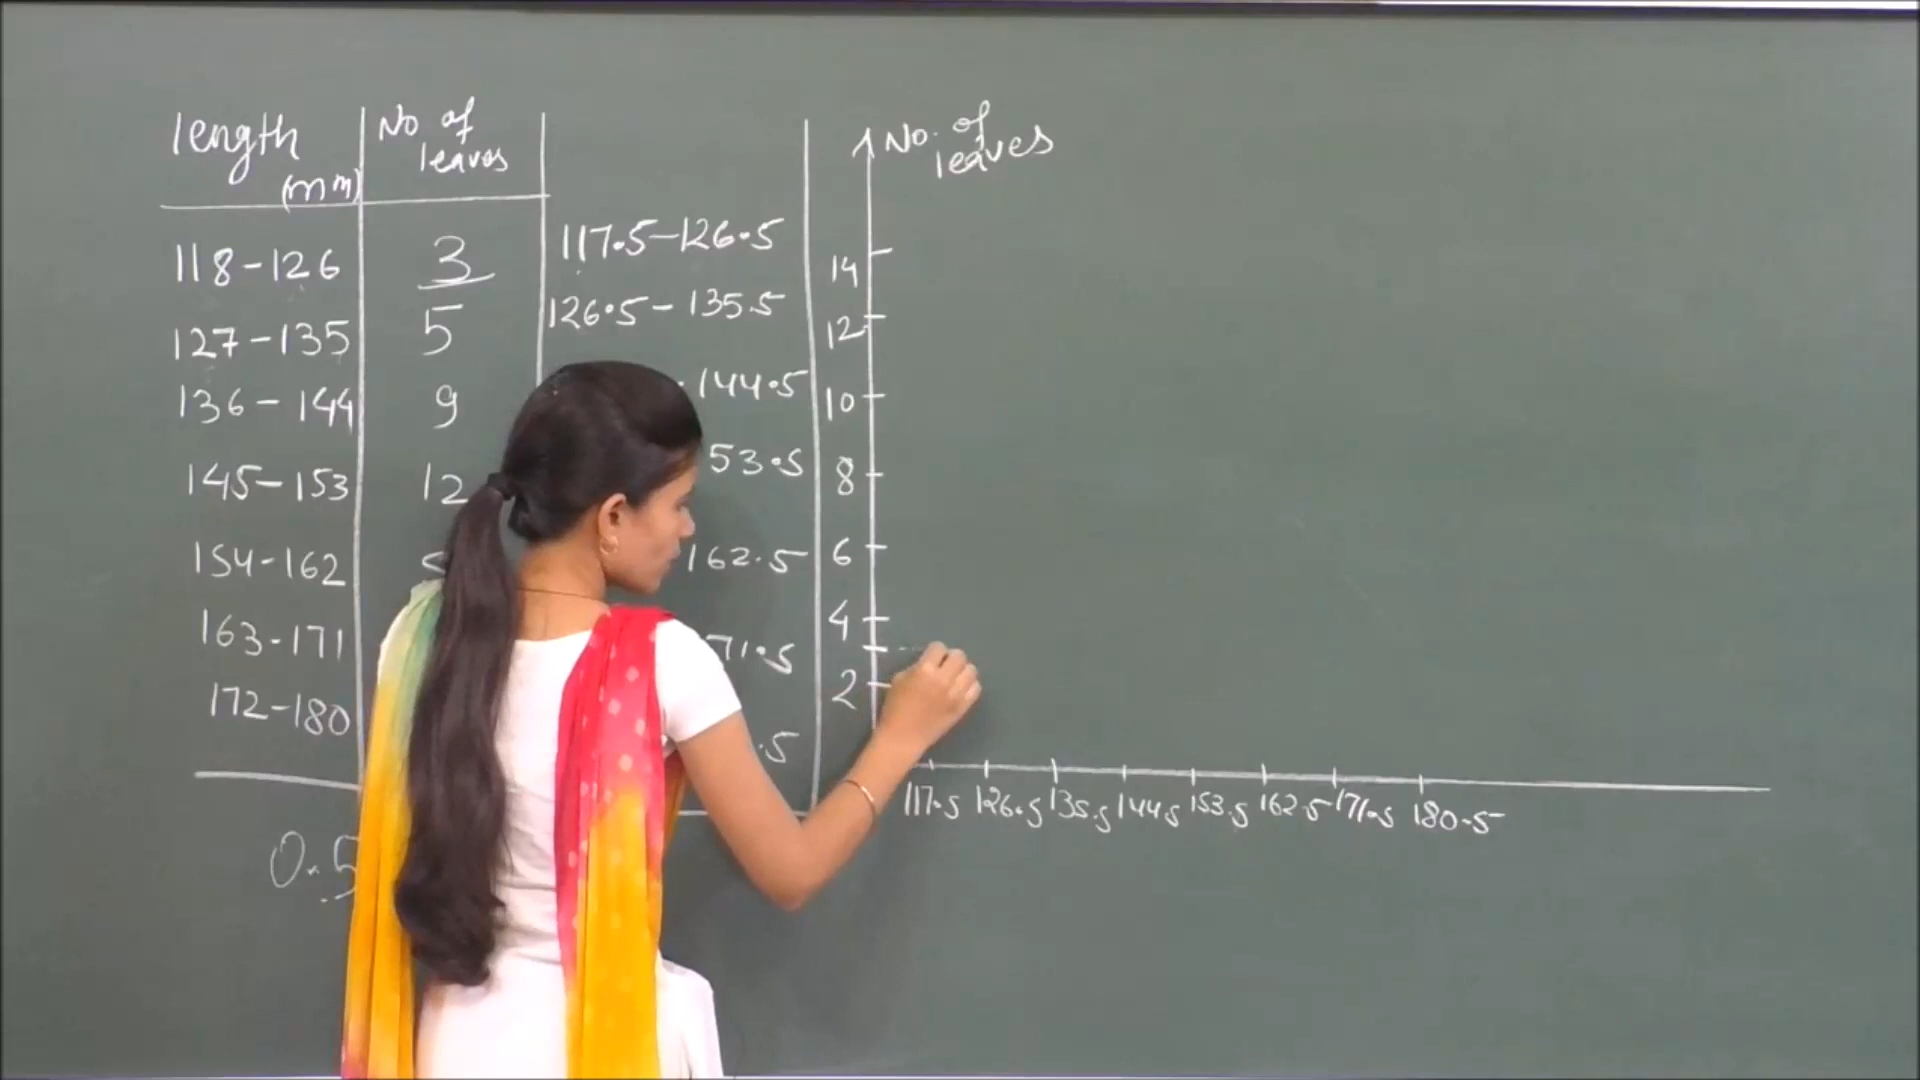 length (mm)
No of leaves
118-126 3 117.5-126.5
127-135 5 126.5-135.5
136-144 9 144.5
145-153 12 53.5
154-162 162.5
163-171 71.5
172-180 .5
0.5
No. of leaves
14
12
10
8
6
4
2
117.5 126.5 135.5 144.5 153.5 162.5 171.5 180.5